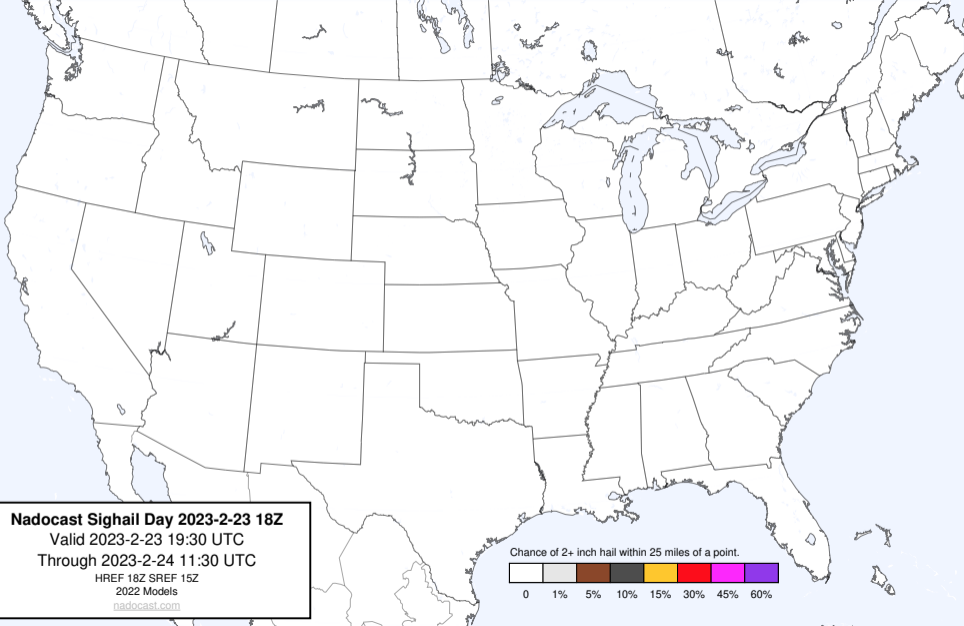 Nadocast Sighail Day 2023-2-23 18Z
Valid 2023-2-23 19:30 UTC
Through 2023-2-24 11:30 UTC
HREF 18Z SREF 15Z
2022 Models
nadocast.com
Chance of 2+ inch hail within 25 miles of a point.
0 1% 5% 10% 15% 30% 45% 60%